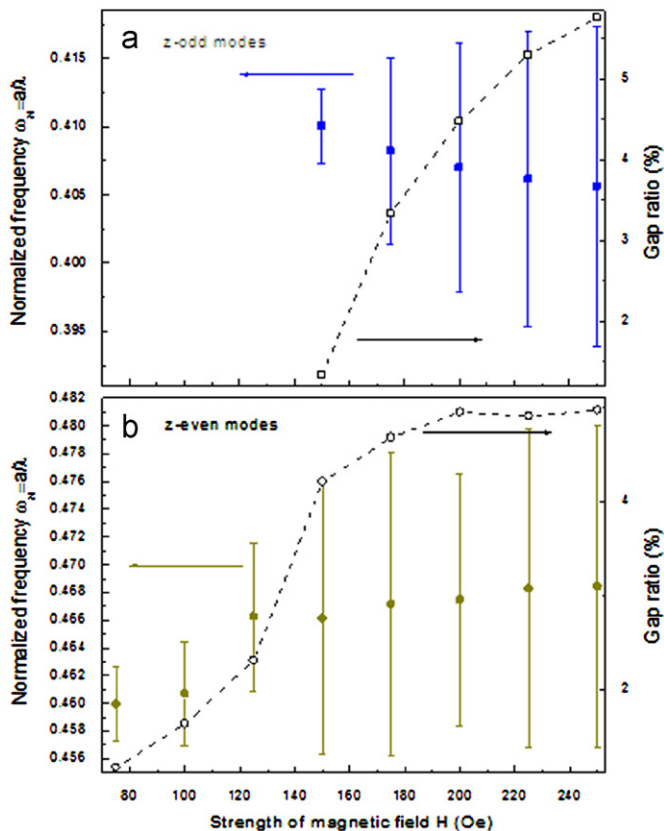 a
z-odd modes
Normalized frequency ω_N=a/λ
0.415
0.410
0.405
0.400
0.395
5
4
3
2
Gap ratio (%)
b
z-even modes
Normalized frequency ω_N=a/λ
0.482
0.480
0.478
0.476
0.474
0.472
0.470
0.468
0.466
0.464
0.462
0.460
0.458
0.456
4
2
Gap ratio (%)
80 100 120 140 160 180 200 220 240
Strength of magnetic field H (Oe)